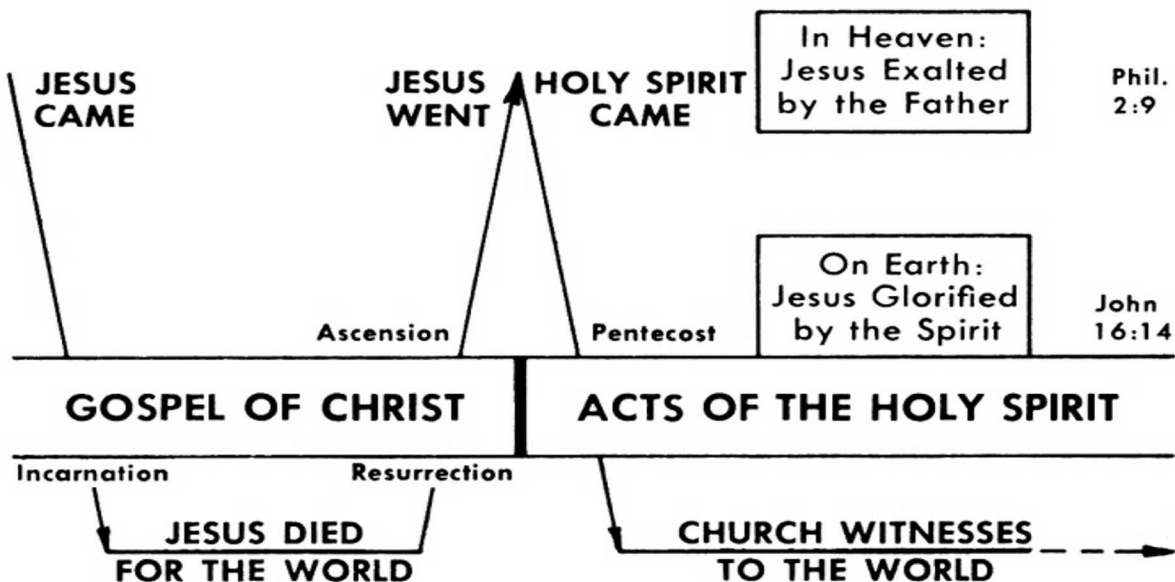 JESUS
CAME
JESUS
WENT
HOLY SPIRIT
CAME
In Heaven:
Jesus Exalted
by the Father
Phil.
2:9
Ascension
Pentecost
On Earth:
Jesus Glorified
by the Spirit
John
16:14
GOSPEL OF CHRIST
ACTS OF THE HOLY SPIRIT
Incarnation
Resurrection
JESUS DIED
FOR THE WORLD
CHURCH WITNESSES
TO THE WORLD